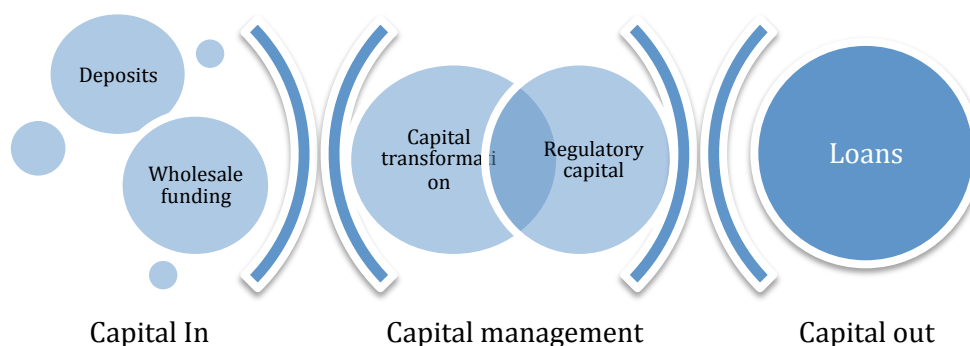 Deposits
Wholesale
funding
Capital
transformati
on
Regulatory
capital
Loans
Capital In
Capital management
Capital out